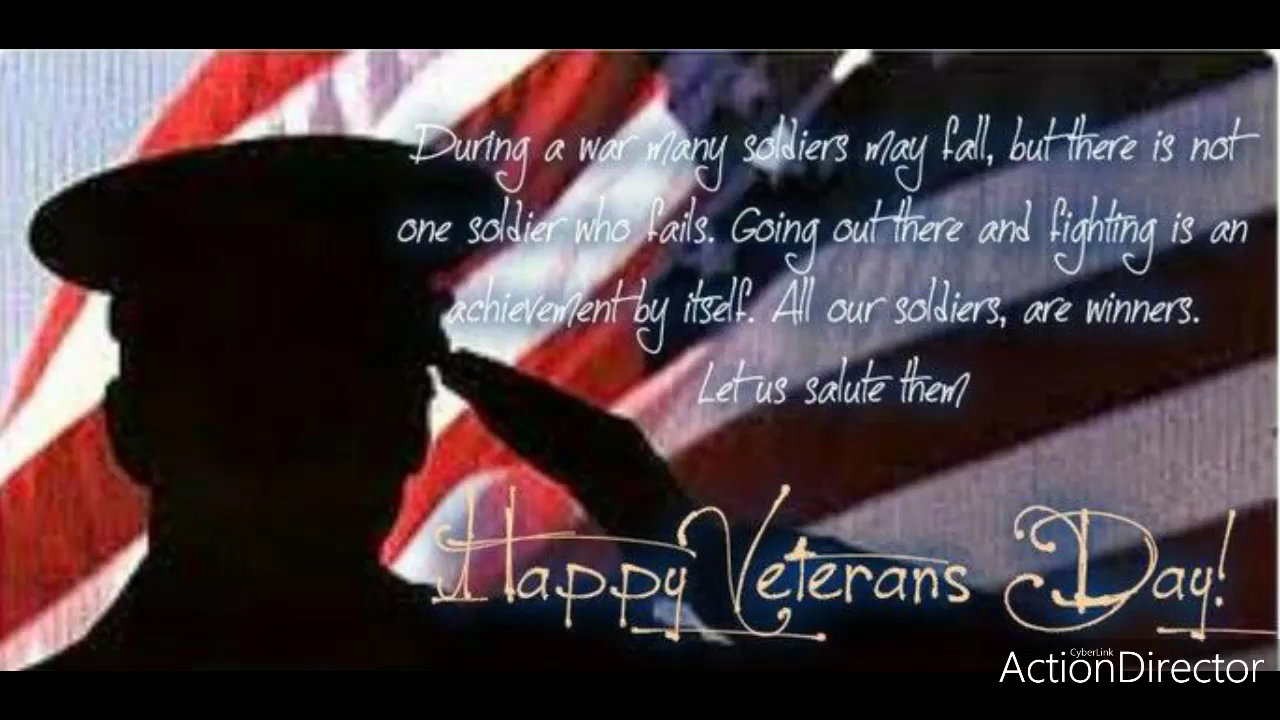 During a war many soldiers may fall, but there is not
one soldier who fails. Going out there and fighting is an
achievement by itself. All our soldiers, are winners.
Let us salute them
Happy Veterans Day!
CyberLink
ActionDirector